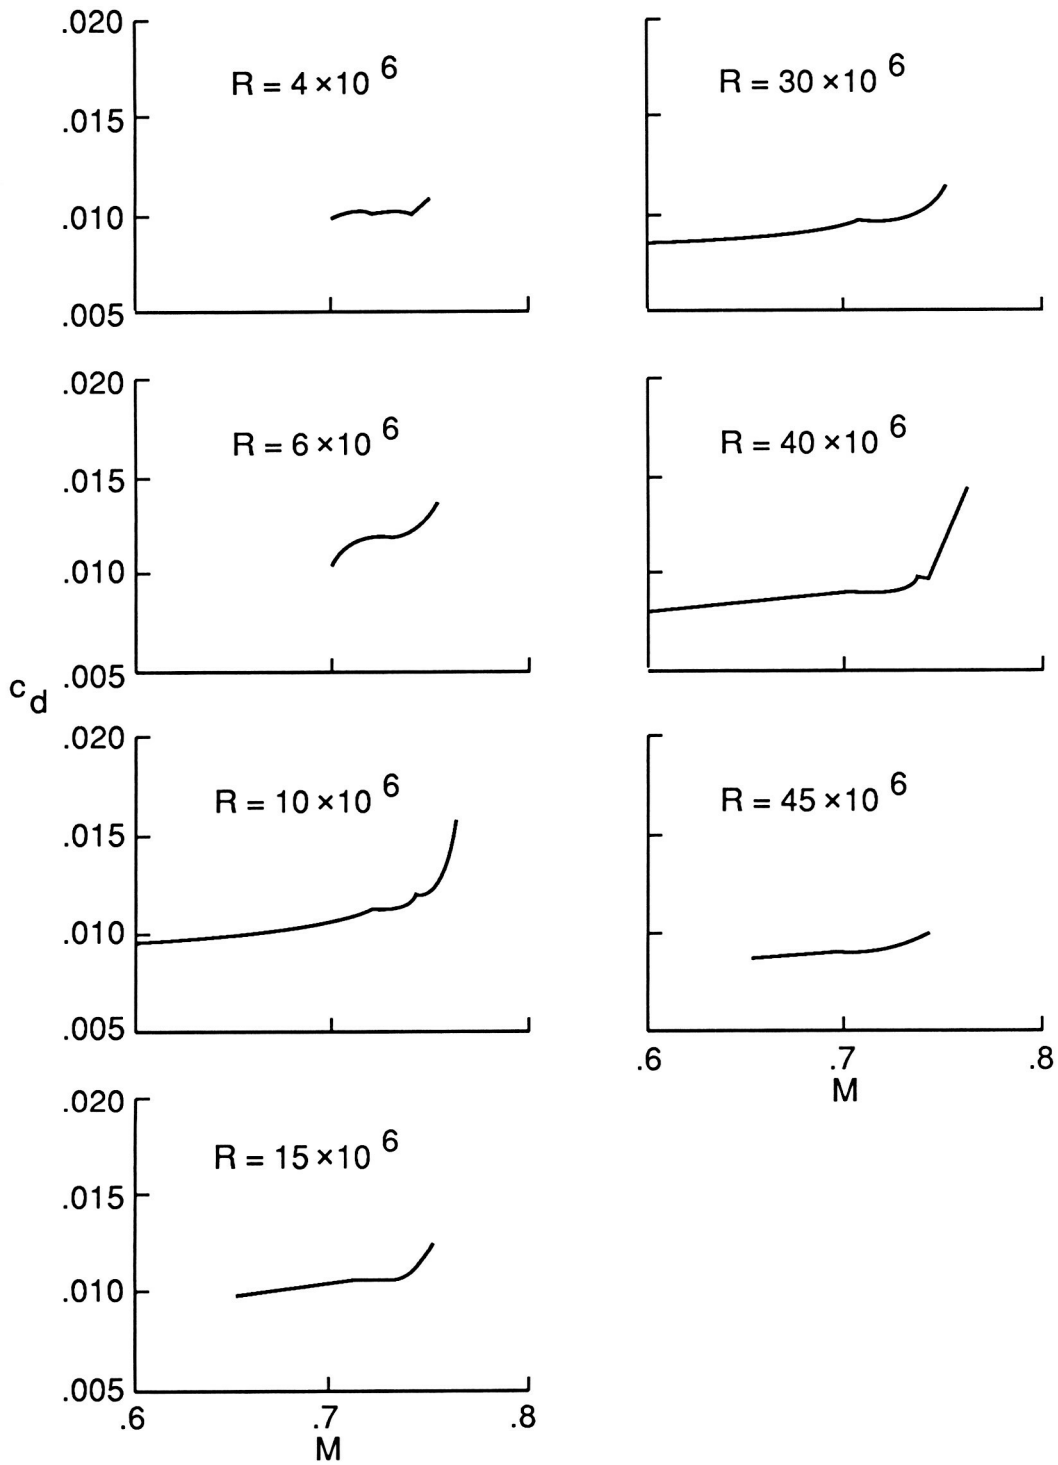 .020
R = 4 ×10 6
.015
.010
.005
R = 30 ×10 6
.020
R = 6 ×10 6
.015
.010
.005
R = 40 ×10 6
c d
.020
R = 10 ×10 6
.015
.010
.005
R = 45 ×10 6
.6 .7 .8
M
.020
R = 15 ×10 6
.015
.010
.005
.6 .7 .8
M